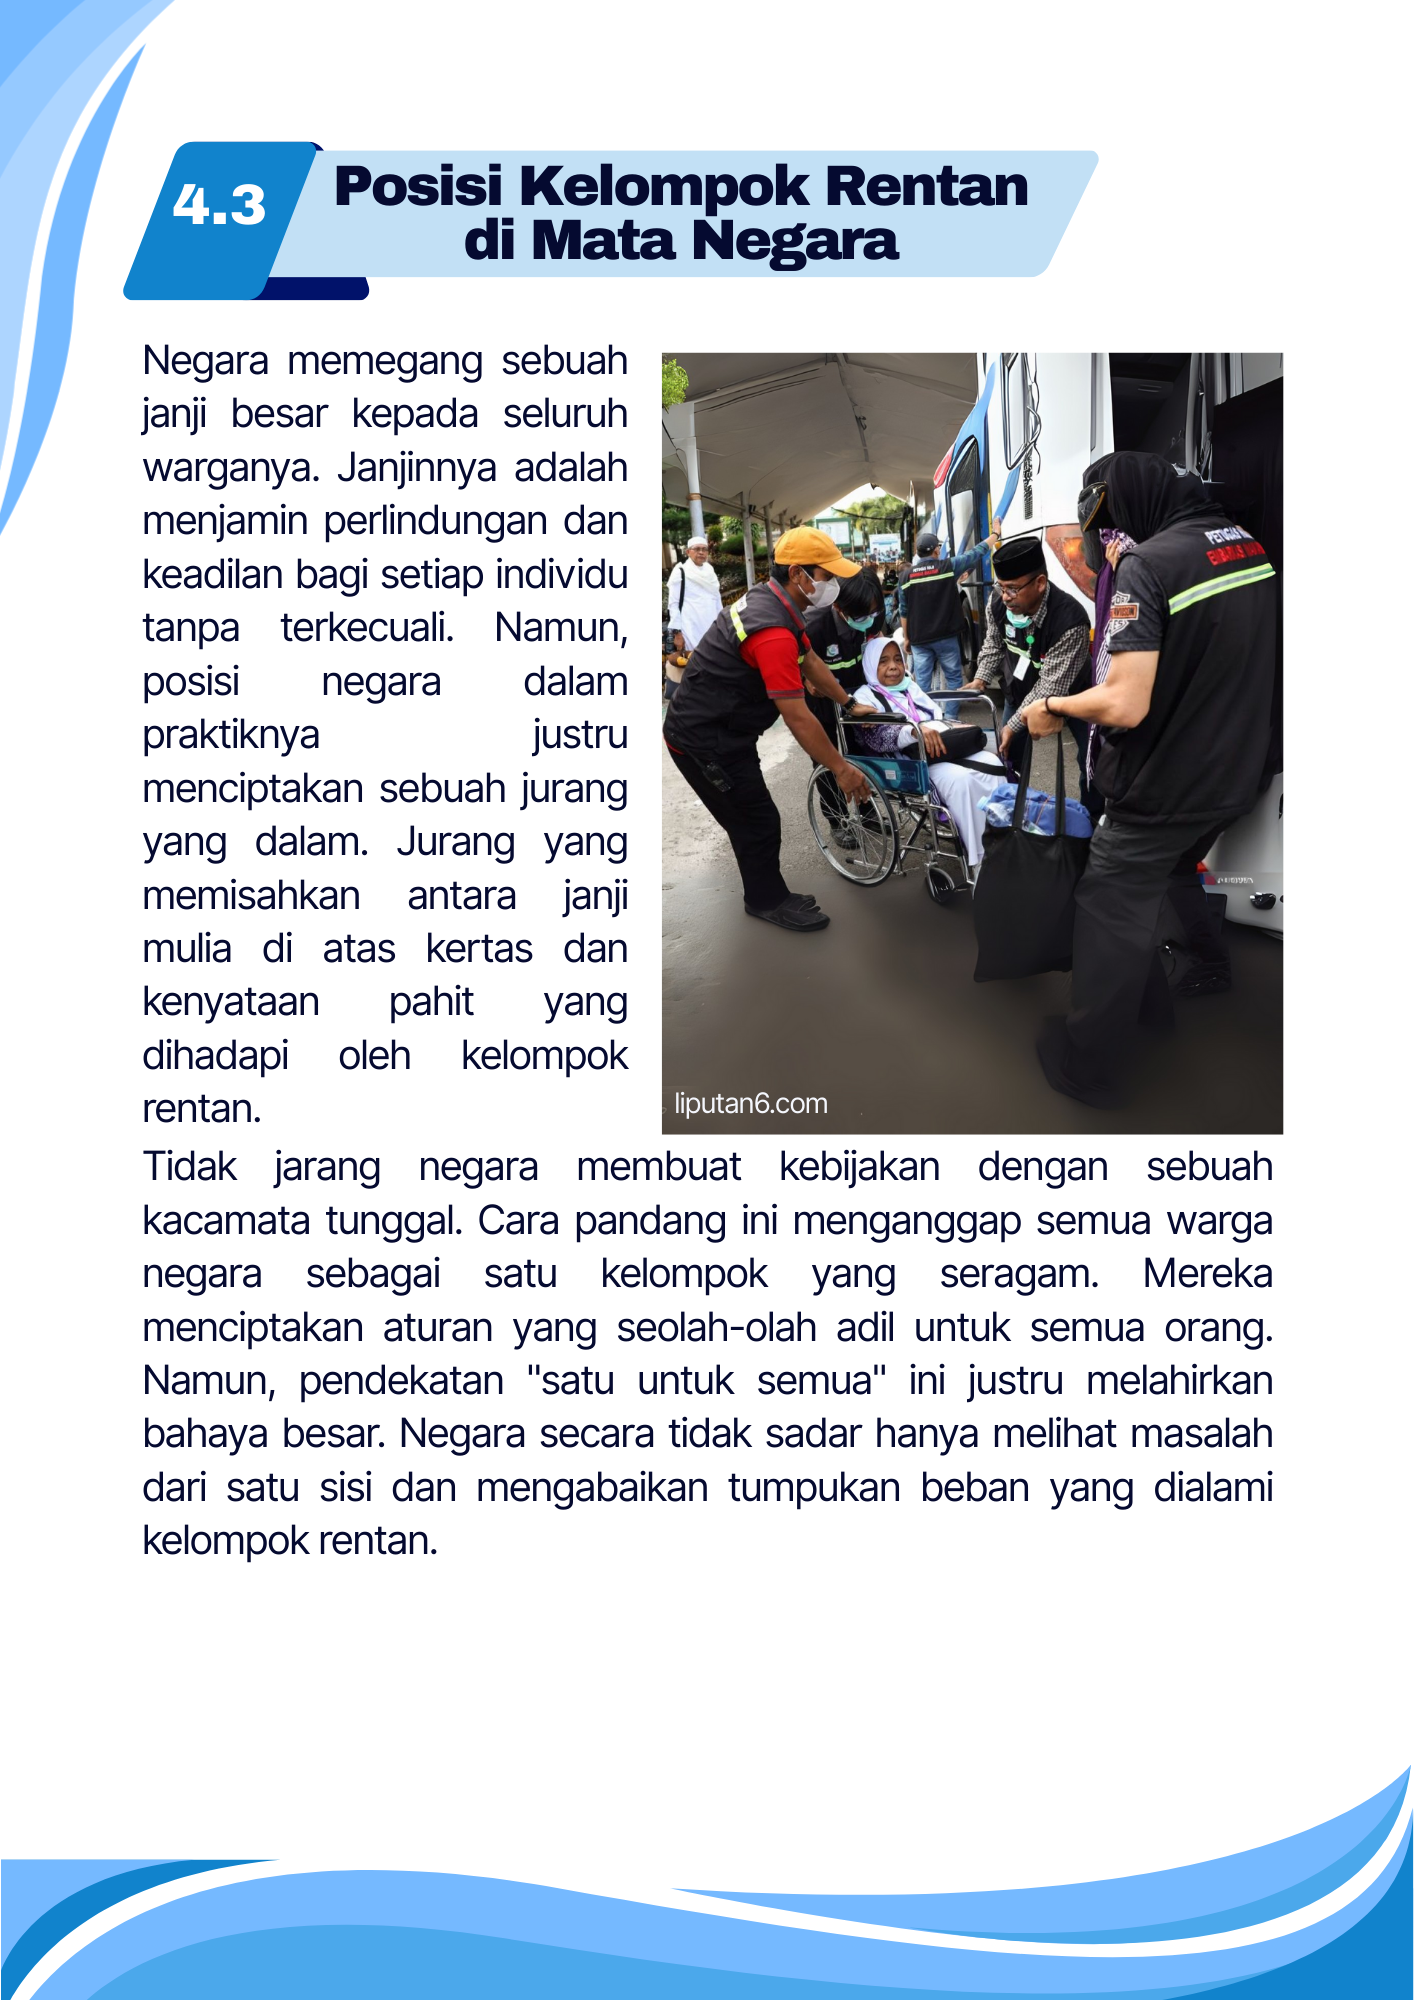 4.3
Posisi Kelompok Rentan
di Mata Negara
Negara memegang sebuah
janji besar kepada seluruh
warganya. Janjinnya adalah
menjamin perlindungan dan
keadilan bagi setiap individu
tanpa terkecuali. Namun,
posisi negara dalam
praktiknya justru
menciptakan sebuah jurang
yang dalam. Jurang yang
memisahkan antara janji
mulia di atas kertas dan
kenyataan pahit yang
dihadapi oleh kelompok
rentan.
liputan6.com
Tidak jarang negara membuat kebijakan dengan sebuah
kacamata tunggal. Cara pandang ini menganggap semua warga
negara sebagai satu kelompok yang seragam. Mereka
menciptakan aturan yang seolah-olah adil untuk semua orang.
Namun, pendekatan "satu untuk semua" ini justru melahirkan
bahaya besar. Negara secara tidak sadar hanya melihat masalah
dari satu sisi dan mengabaikan tumpukan beban yang dialami
kelompok rentan.